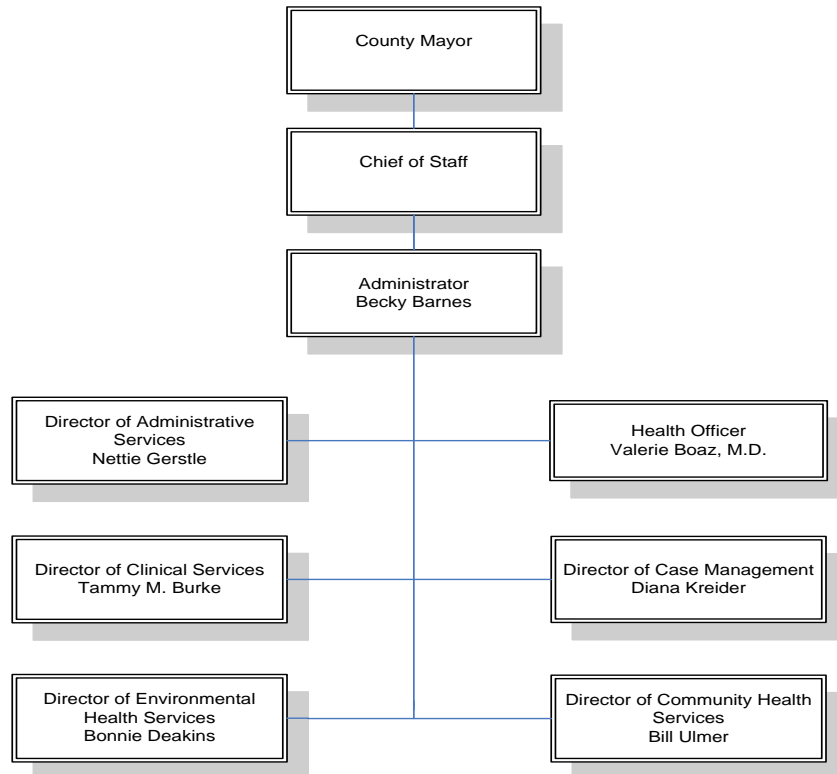 County Mayor
Chief of Staff
Administrator
Becky Barnes
Director of Administrative
Services
Nettie Gerstle
Health Officer
Valerie Boaz, M.D.
Director of Clinical Services
Tammy M. Burke
Director of Case Management
Diana Kreider
Director of Environmental
Health Services
Bonnie Deakins
Director of Community Health
Services
Bill Ulmer